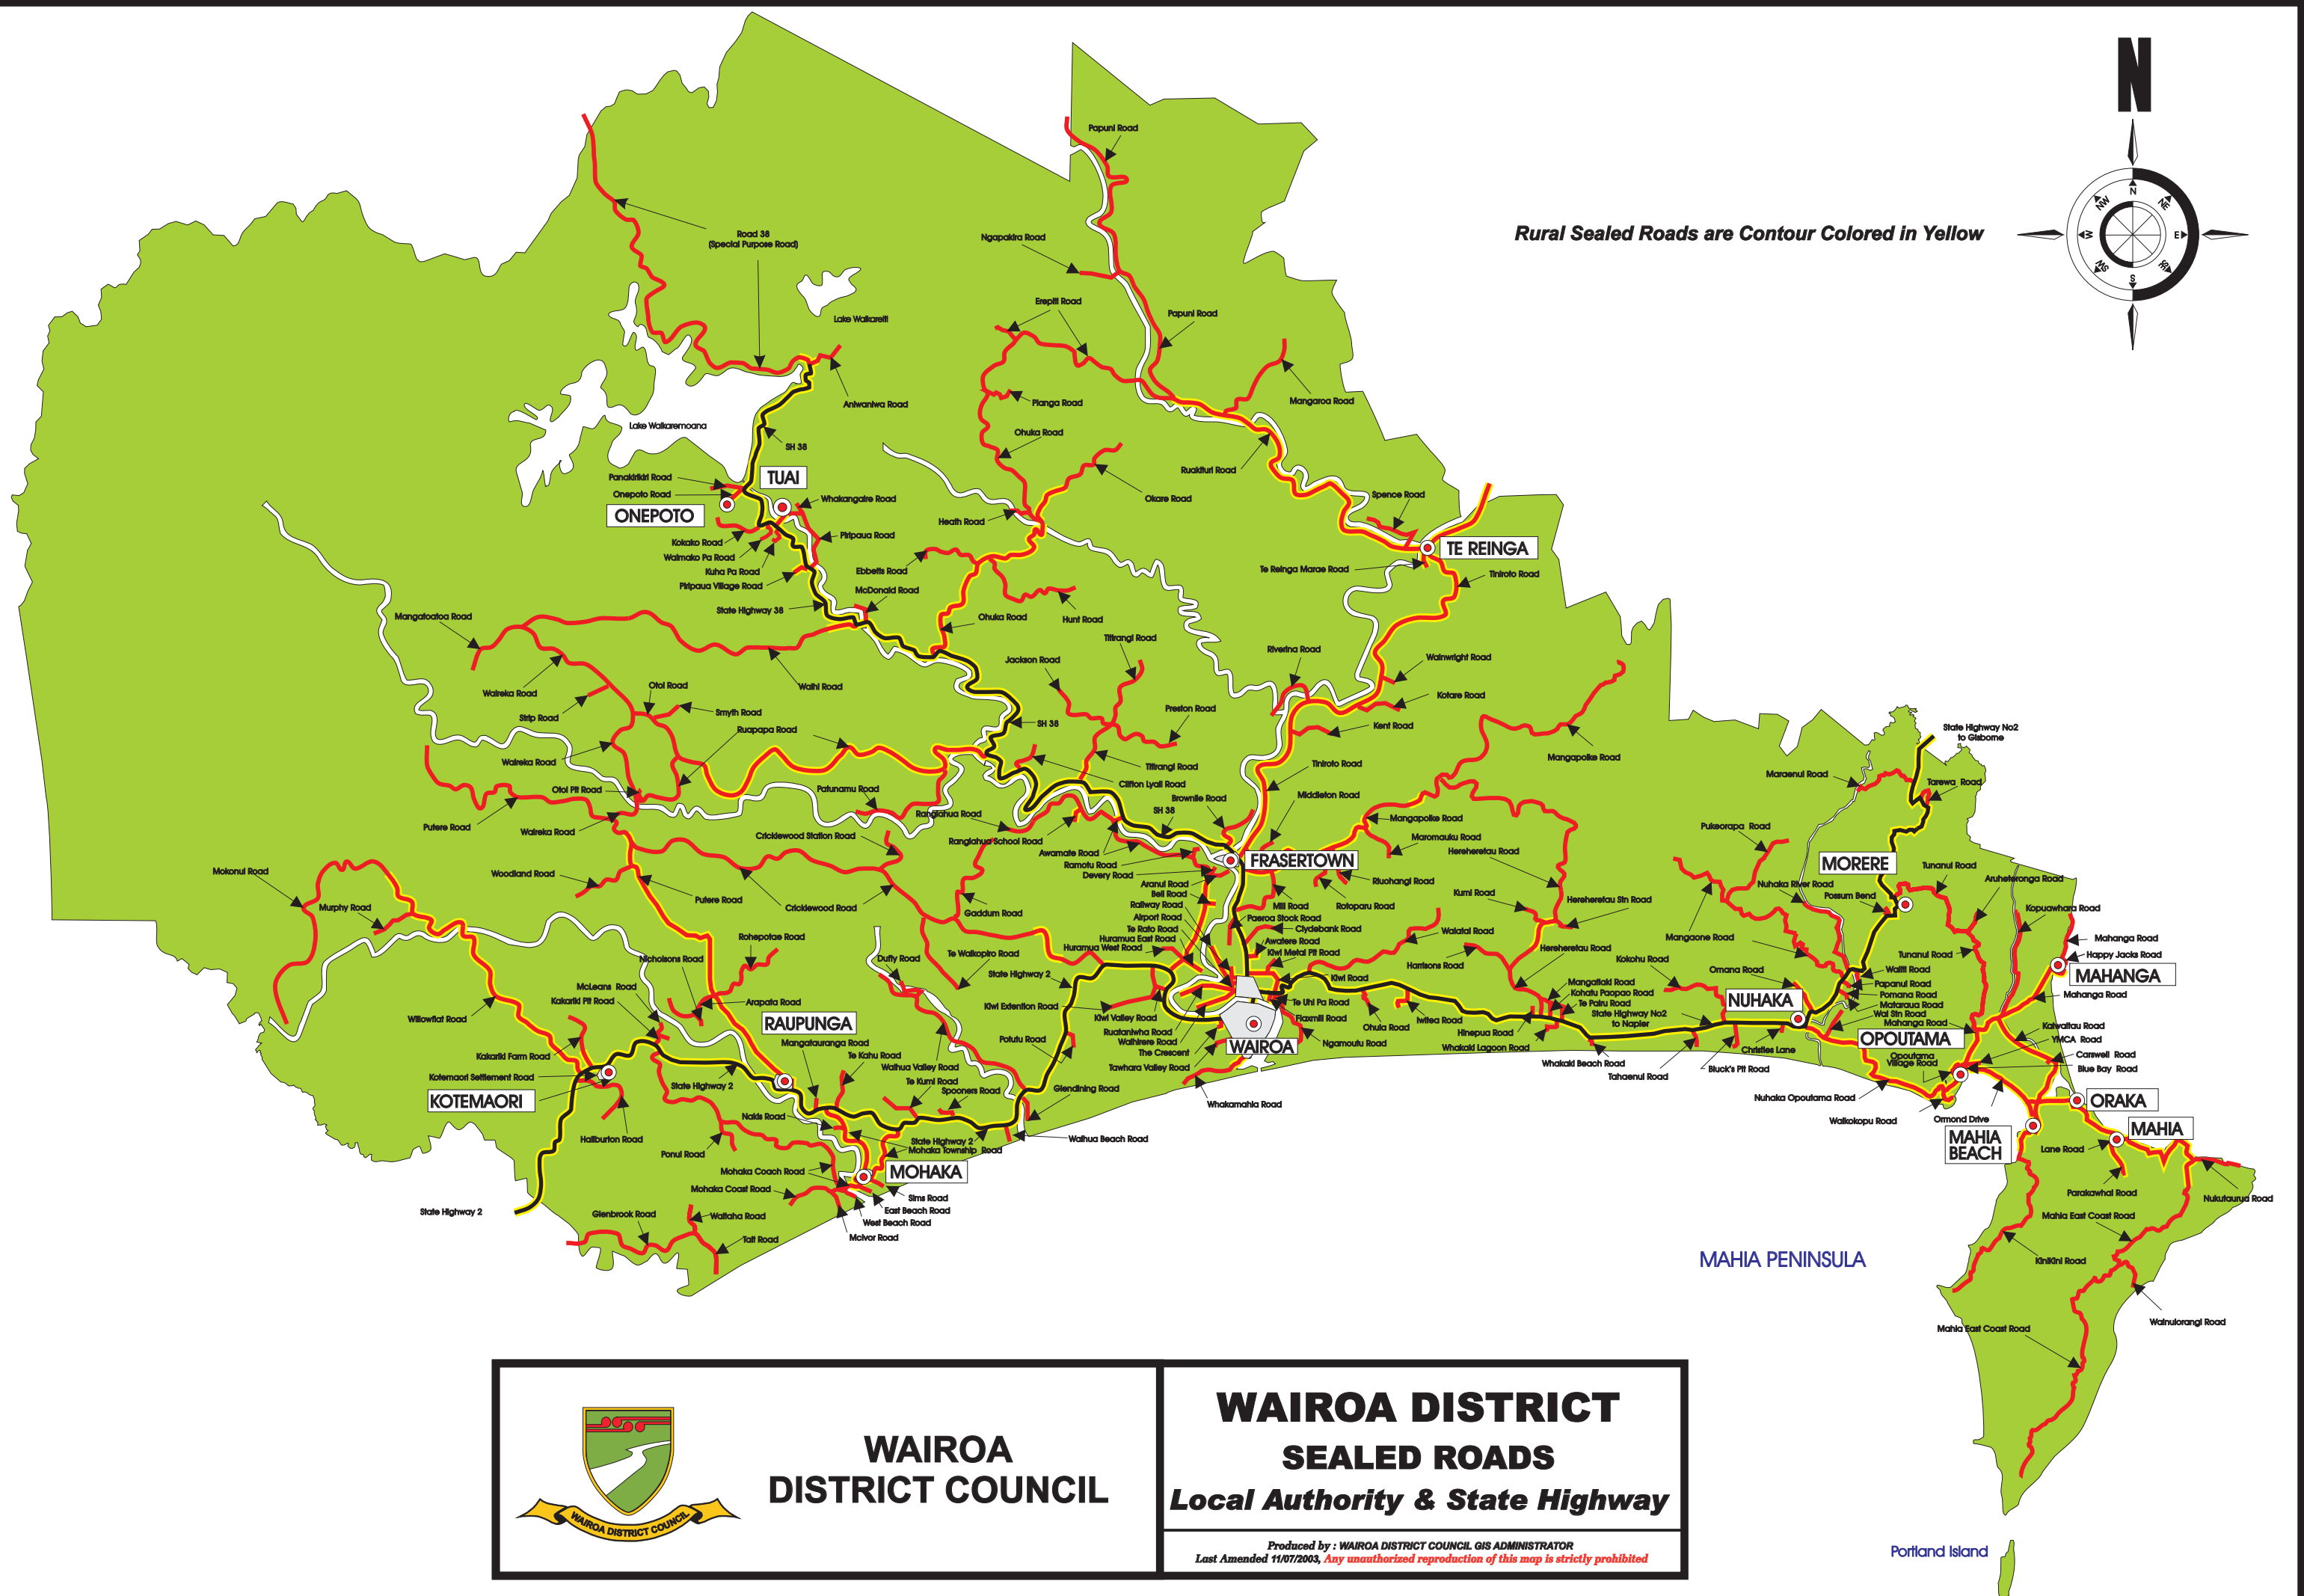 N
Rural Sealed Roads are Contour Colored in Yellow
N
NE
E
SE
S
SW
W
NW
Papuni Road
Road 38
(Special Purpose Road)
Ngapakira Road
Erepiti Road
Papuni Road
Lake Waikareiti
Aniwaniwa Road
Pianga Road
Mangaroa Road
Lake Waikaremoana
Ohuka Road
SH 38
Ruakituri Road
Panakirikiri Road
TUAI
Onepoto Road
Whakangaire Road
Okare Road
Spence Road
ONEPOTO
Heath Road
Kokako Road
Piripaua Road
TE REINGA
Waimako Pa Road
Kuha Pa Road
Ebbetts Road
Te Reinga Marae Road
Tiniroto Road
Piripaua Village Road
McDonald Road
State Highway 38
Mangatoatoa Road
Ohuka Road
Hunt Road
Titirangi Road
Jackson Road
Riverina Road
Wainwright Road
Waireka Road
Otoi Road
Waihi Road
Kotare Road
Strip Road
Smyth Road
Preston Road
SH 38
Kent Road
Ruapapa Road
State Highway No2
to Gisborne
Waireka Road
Titirangi Road
Tiniroto Road
Mangapoike Road
Maraenui Road
Tarewa Road
Otoi Pit Road
Patunamu Road
Clifton Lyall Road
Brownlie Road
Middleton Road
Rangiahua Road
SH 38
Mangapoike Road
Putere Road
Waireka Road
Cricklewood Station Road
Rangiahua School Road
Maromauku Road
Pukeorapa Road
Awamate Road
Hereheretau Road
Ramotu Road
FRASERTOWN
MORERE
Tunanui Road
Mokonui Road
Woodland Road
Devery Road
Aranui Road
Riuohangi Road
Nuhaka River Road
Aruheteronga Road
Putere Road
Bell Road
Kumi Road
Possum Bend
Murphy Road
Cricklewood Road
Gaddum Road
Railway Road
Mill Road
Rotoparu Road
Hereheretau Stn Road
Kopuawhara Road
Airport Road
Paeroa Stock Road
Te Rato Road
Clydebank Road
Waiatai Road
Rohepotae Road
Huramua East Road
Awatere Road
Mangaone Road
Mahanga Road
Huramua West Road
Kiwi Metal Pit Road
Hereheretau Road
Tunanui Road
Happy Jacks Road
Nicholsons Road
Duffy Road
Te Waikopiro Road
Harrisons Road
Kokohu Road
State Highway 2
Kiwi Road
Omana Road
Waitti Road
MAHANGA
McLeans Road
Mangatiaki Road
Papanui Road
Kakariki Pit Road
Arapata Road
Kiwi Extention Road
Te Uhi Pa Road
Kohatu Paopao Road
NUHAKA
Pomana Road
Mahanga Road
Te Pairu Road
Mataraua Road
Willowflat Road
RAUPUNGA
Kiwi Valley Road
Flaxmill Road
State Highway No2
to Napier
Wai Stn Road
Iwitea Road
Mahanga Road
Ohuia Road
Ruataniwha Road
Hinepua Road
Kaiwaitau Road
Potutu Road
Waihirere Road
WAIROA
Ngamoutu Road
Whakaki Lagoon Road
OPOUTAMA
YMCA Road
Mangatauranga Road
The Crescent
Christies Lane
Te Kahu Road
Opoutama
Village Road
Carswell Road
Kakariki Farm Road
Tawhara Valley Road
Whakaki Beach Road
Bluck's Pit Road
Blue Bay Road
Waihua Valley Road
Kotemaori Settlement Road
Te Kumi Road
Tahaenui Road
State Highway 2
Spooners Road
Glendining Road
Nuhaka Opoutama Road
KOTEMAORI
Whakamahia Road
ORAKA
Nakis Road
Waikokopu Road
Ormond Drive
Halliburton Road
State Highway 2
Waihua Beach Road
MAHIA
BEACH
MAHIA
Mohaka Township Road
Ponui Road
Lane Road
Mohaka Coach Road
MOHAKA
Mohaka Coast Road
Sims Road
Parakawhai Road
Nukutaurua Road
East Beach Road
State Highway 2
Glenbrook Road
Waitaha Road
West Beach Road
Mahia East Coast Road
Tait Road
McIvor Road
MAHIA PENINSULA
Kinikini Road
Wainuiorangi Road
Mahia East Coast Road
Portland Island
WAIROA DISTRICT COUNCIL
WAIROA
DISTRICT COUNCIL
WAIROA DISTRICT
SEALED ROADS
Local Authority & State Highway
Produced by : WAIROA DISTRICT COUNCIL GIS ADMINISTRATOR
Last Amended 11/07/2003, Any unauthorized reproduction of this map is strictly prohibited